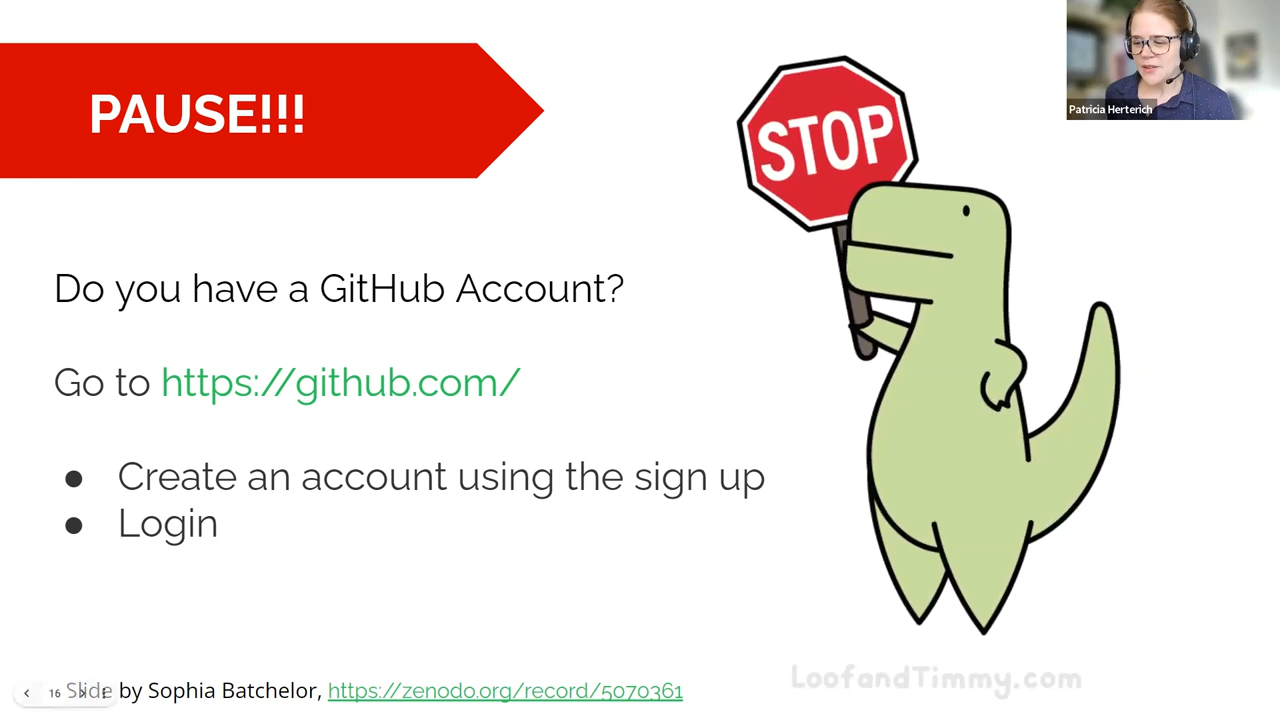 PAUSE!!!
STOP
Patricia Herterich
Do you have a GitHub Account?
Go to https://github.com/
● Create an account using the sign up
● Login
LoofandTimmy.com
16
Slide by Sophia Batchelor, https://zenodo.org/record/5070361